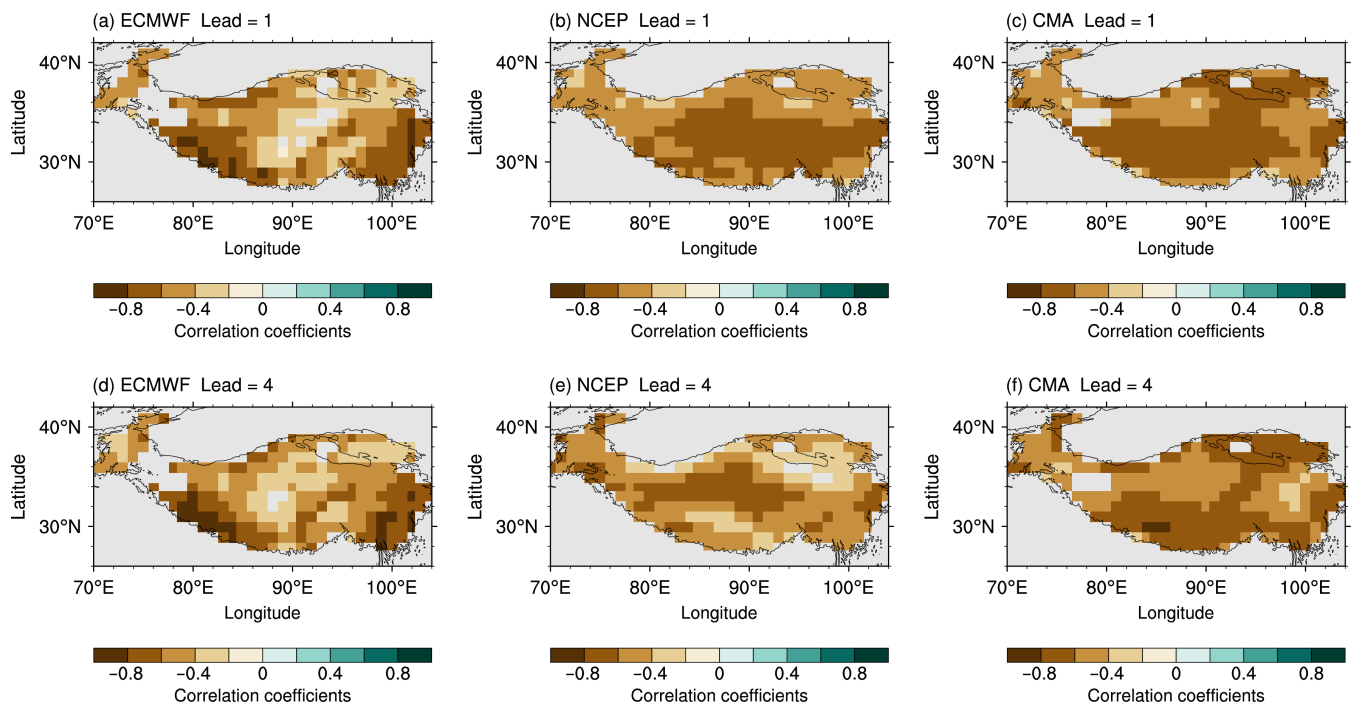 (a) ECMWF Lead = 1
(b) NCEP Lead = 1
(c) CMA Lead = 1
40°N
30°N
Latitude
70°E 80°E 90°E 100°E
Longitude
40°N
30°N
Latitude
70°E 80°E 90°E 100°E
Longitude
40°N
30°N
Latitude
70°E 80°E 90°E 100°E
Longitude
−0.8 −0.4 0 0.4 0.8
Correlation coefficients
−0.8 −0.4 0 0.4 0.8
Correlation coefficients
−0.8 −0.4 0 0.4 0.8
Correlation coefficients
(d) ECMWF Lead = 4
(e) NCEP Lead = 4
(f) CMA Lead = 4
40°N
30°N
Latitude
70°E 80°E 90°E 100°E
Longitude
40°N
30°N
Latitude
70°E 80°E 90°E 100°E
Longitude
40°N
30°N
Latitude
70°E 80°E 90°E 100°E
Longitude
−0.8 −0.4 0 0.4 0.8
Correlation coefficients
−0.8 −0.4 0 0.4 0.8
Correlation coefficients
−0.8 −0.4 0 0.4 0.8
Correlation coefficients